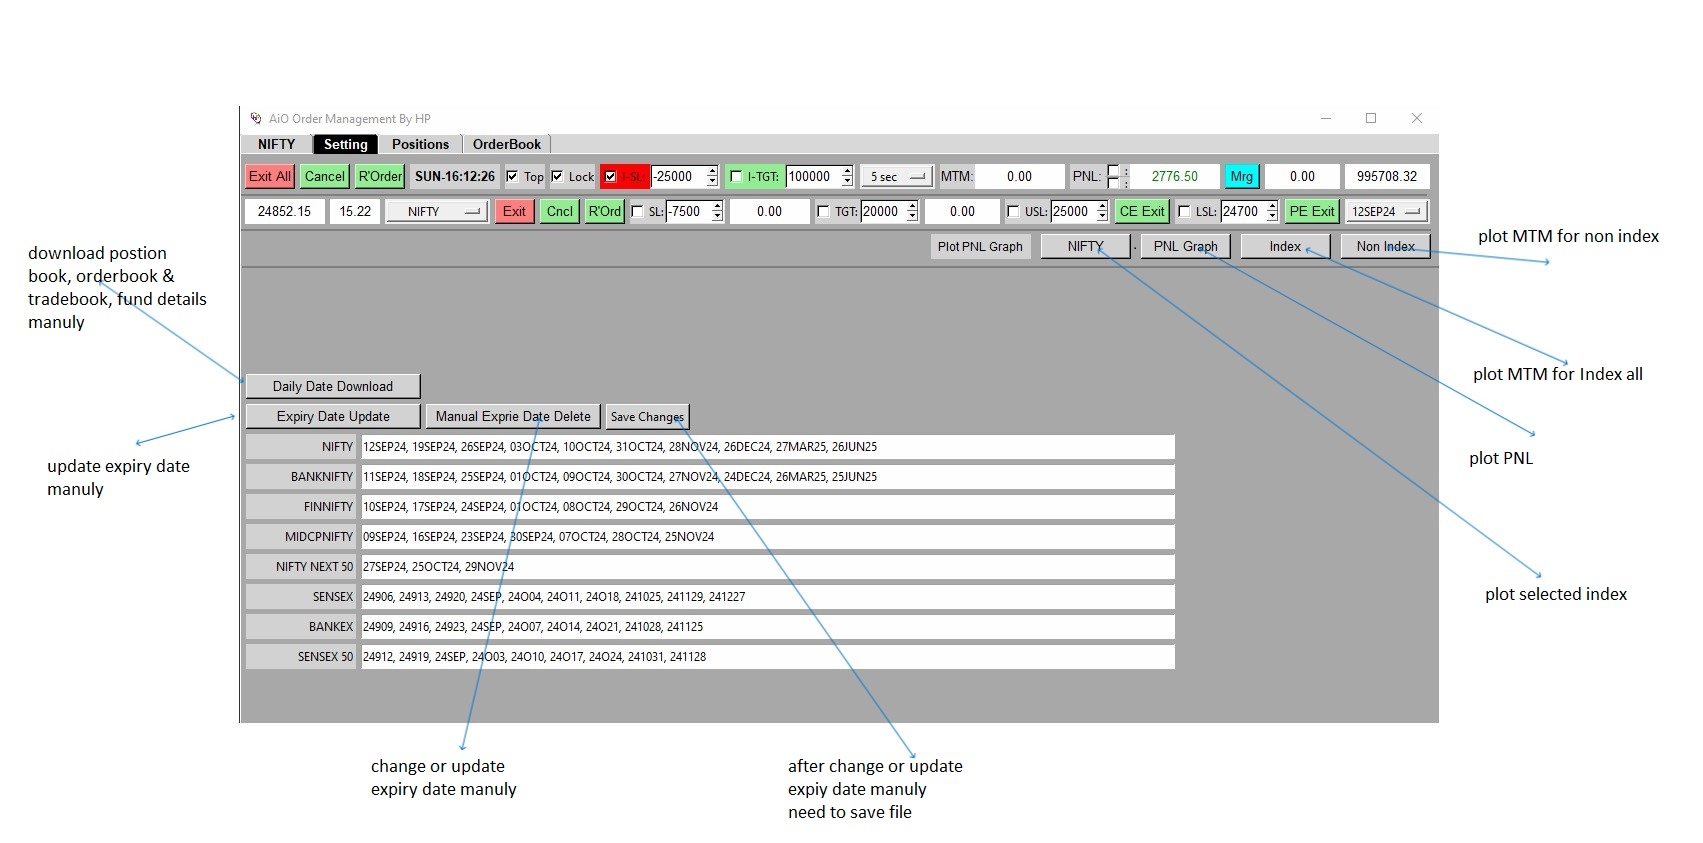 AiO Order Management By HP
NIFTY Setting Positions OrderBook
Exit All Cancel R'Order SUN-16:12:26 Top Lock I-SL: -25000 I-TGT: 100000 5 sec MTM: 0.00 PNL: : 2776.50 Mrg 0.00 995708.32
24852.15 15.22 NIFTY Exit Cncl R'Ord SL: -7500 0.00 TGT: 20000 0.00 USL: 25000 CE Exit LSL: 24700 PE Exit 12SEP24
Plot PNL Graph NIFTY . PNL Graph Index Non Index
plot MTM for non index
download postion
book, orderbook &
tradebook, fund details
manuly
plot MTM for Index all
Daily Date Download
Expiry Date Update Manual Exprie Date Delete Save Changes
update expiry date
manuly
plot PNL
NIFTY 12SEP24, 19SEP24, 26SEP24, 03OCT24, 10OCT24, 31OCT24, 28NOV24, 26DEC24, 27MAR25, 26JUN25
BANKNIFTY 11SEP24, 18SEP24, 25SEP24, 01OCT24, 09OCT24, 30OCT24, 27NOV24, 24DEC24, 26MAR25, 25JUN25
FINNIFTY 10SEP24, 17SEP24, 24SEP24, 01OCT24, 08OCT24, 29OCT24, 26NOV24
MIDCPNIFTY 09SEP24, 16SEP24, 23SEP24, 30SEP24, 07OCT24, 28OCT24, 25NOV24
NIFTY NEXT 50 27SEP24, 25OCT24, 29NOV24
SENSEX 24906, 24913, 24920, 24SEP, 24O04, 24O11, 24O18, 241025, 241129, 241227
BANKEX 24909, 24916, 24923, 24SEP, 24O07, 24O14, 24O21, 241028, 241125
SENSEX 50 24912, 24919, 24SEP, 24O03, 24O10, 24O17, 24O24, 241031, 241128
plot selected index
change or update
expiry date manuly
after change or update
expiy date manuly
need to save file